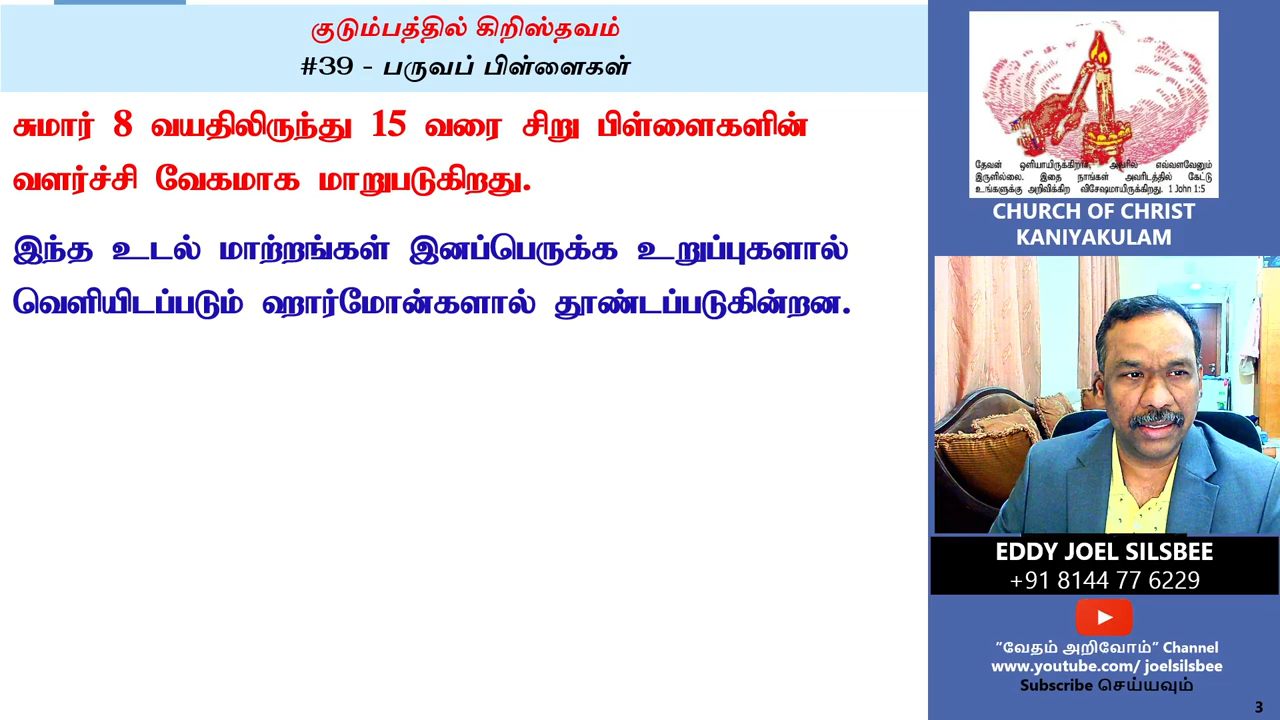 குடும்பத்தில் கிறிஸ்தவம்
#39 - பருவப் பிள்ளைகள்
சுமார் 8 வயதிலிருந்து 15 வரை சிறு பிள்ளைகளின்
வளர்ச்சி வேகமாக மாறுபடுகிறது.
இந்த உடல் மாற்றங்கள் இனப்பெருக்க உறுப்புகளால்
வெளியிடப்படும் ஹார்மோன்களால் தூண்டப்படுகின்றன.
தேவன் ஒளியாயிருக்கிறார், அவரில் எவ்வளவேனும்
இருளில்லை. இதை நாங்கள் அவரிடத்தில் கேட்டு
உங்களுக்கு அறிவிக்கிற விசேஷமாயிருக்கிறது. 1 John 1:5
CHURCH OF CHRIST
KANIYAKULAM
EDDY JOEL SILSBEE
+91 8144 77 6229
"வேதம் அறிவோம்" Channel
www.youtube.com/ joelsilsbee
Subscribe செய்யவும்
3